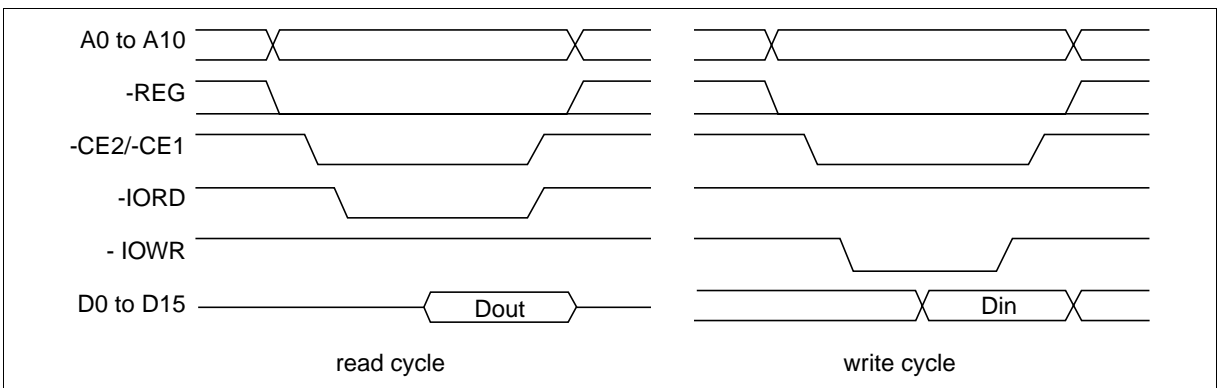 A0 to A10
-REG
-CE2/-CE1
-IORD
- IOWR
D0 to D15 Dout Din
read cycle write cycle